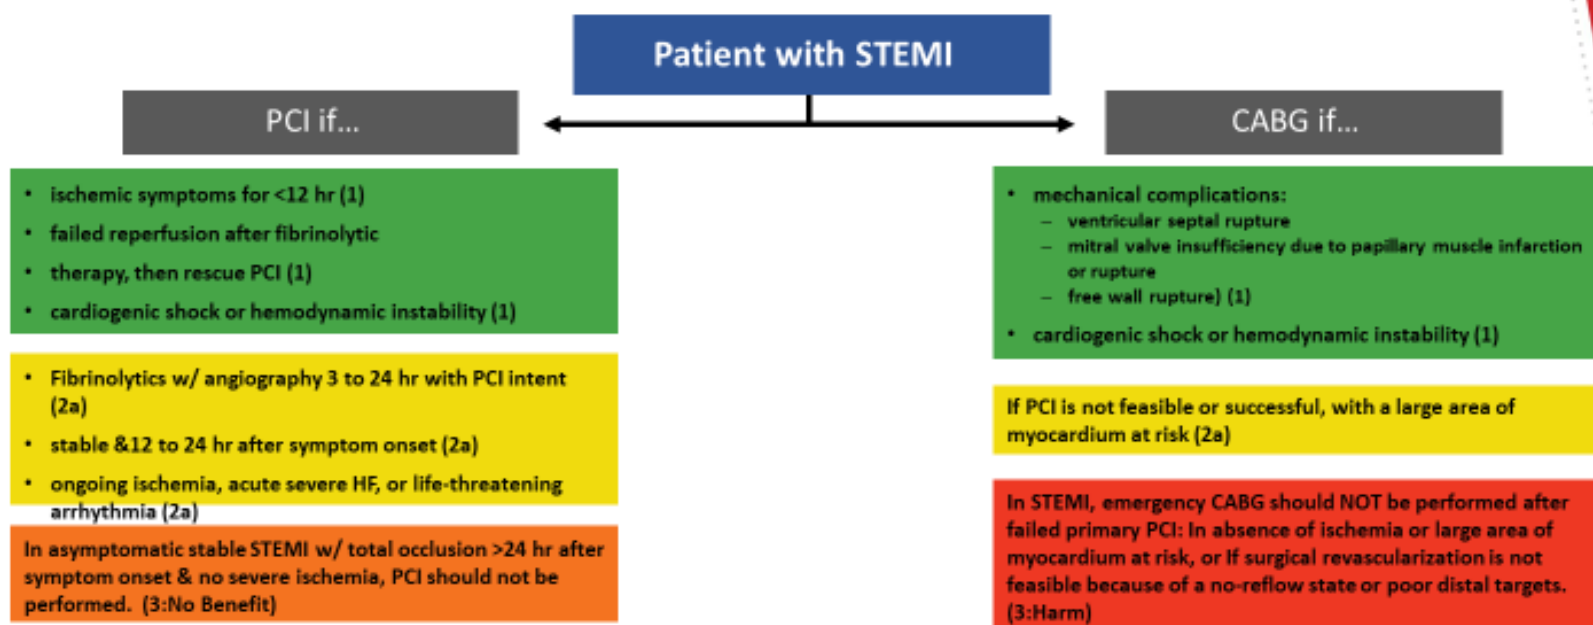 Patient with STEMI
PCI if...
• ischemic symptoms for <12 hr (1)
• failed reperfusion after fibrinolytic
• therapy, then rescue PCI (1)
• cardiogenic shock or hemodynamic instability (1)
• Fibrinolytics w/ angiography 3 to 24 hr with PCI intent
(2a)
• stable &12 to 24 hr after symptom onset (2a)
• ongoing ischemia, acute severe HF, or life-threatening
arrhythmia (2a)
In asymptomatic stable STEMI w/ total occlusion >24 hr after
symptom onset & no severe ischemia, PCI should not be
performed. (3:No Benefit)
CABG if...
• mechanical complications:
– ventricular septal rupture
– mitral valve insufficiency due to papillary muscle infarction
or rupture
– free wall rupture) (1)
• cardiogenic shock or hemodynamic instability (1)
If PCI is not feasible or successful, with a large area of
myocardium at risk (2a)
In STEMI, emergency CABG should NOT be performed after
failed primary PCI: In absence of ischemia or large area of
myocardium at risk, or If surgical revascularization is not
feasible because of a no-reflow state or poor distal targets.
(3:Harm)